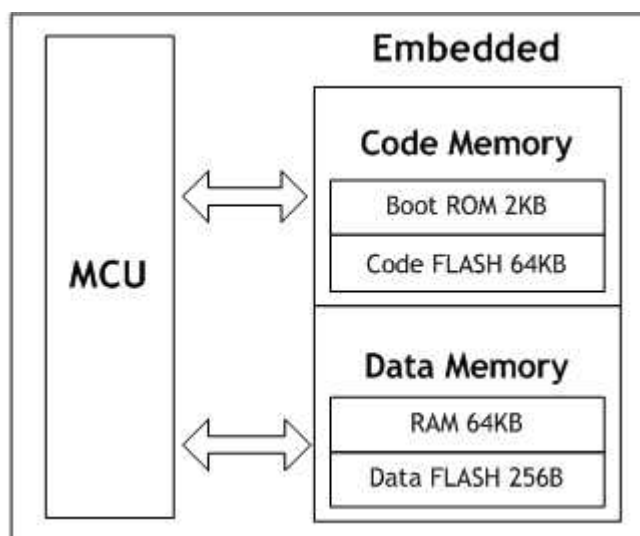 Embedded
MCU
Code Memory
Boot ROM 2KB
Code FLASH 64KB
Data Memory
RAM 64KB
Data FLASH 256B